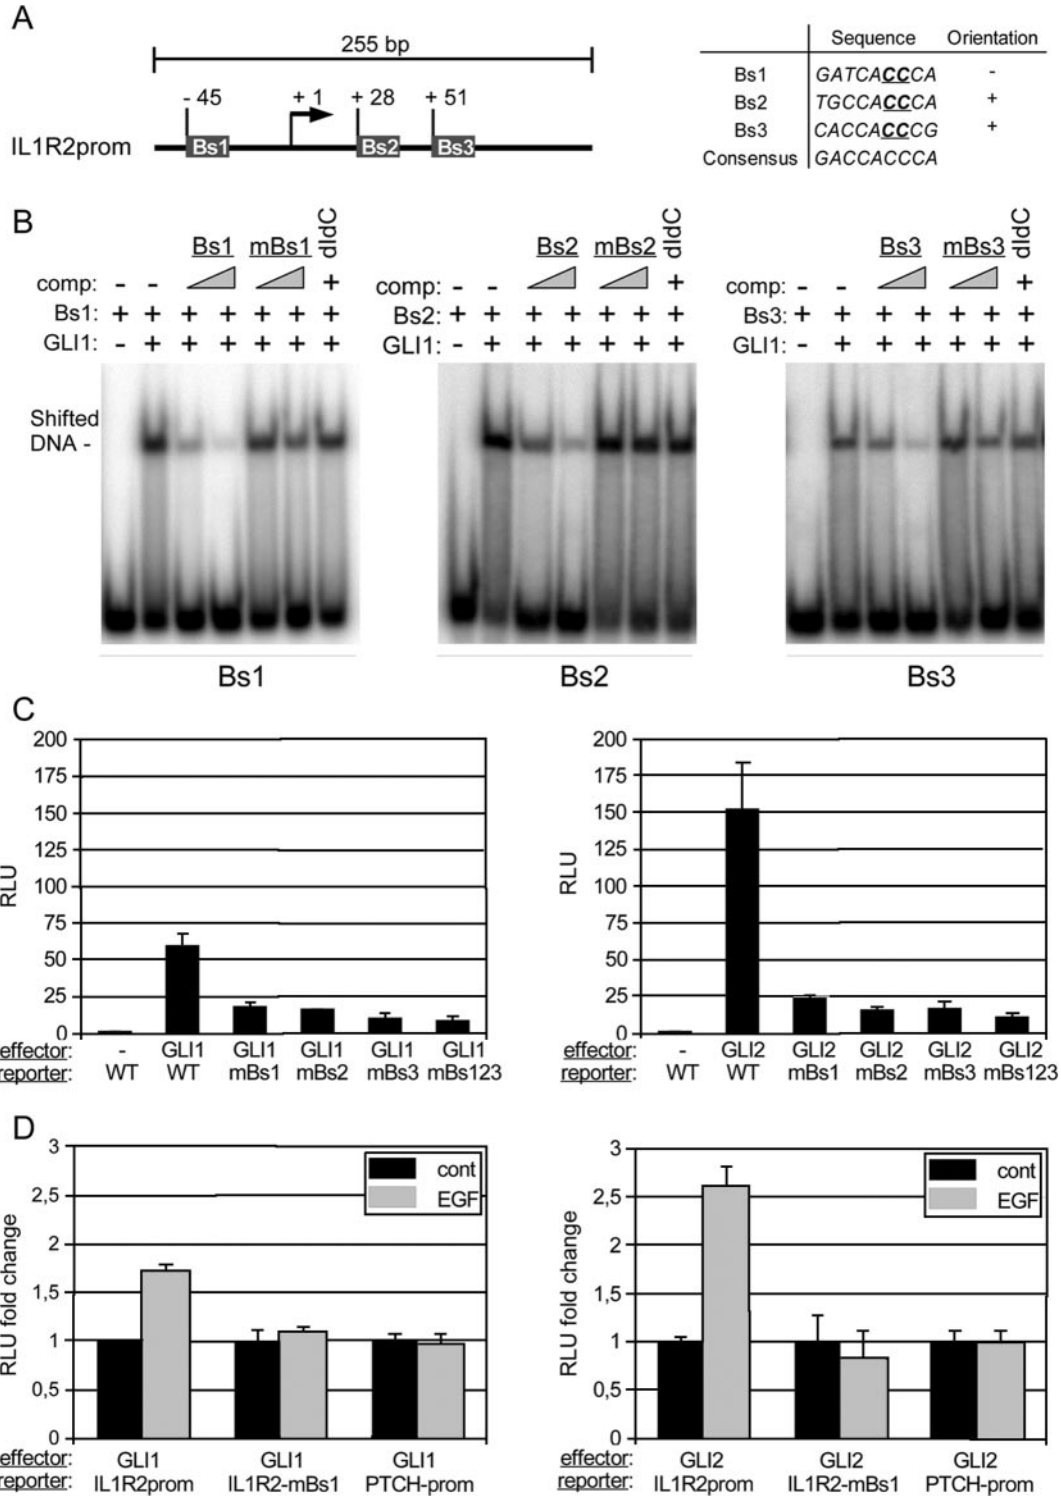 A
255 bp
- 45
+ 1
+ 28
+ 51
IL1R2prom
Bs1
Bs2
Bs3
Sequence Orientation
Bs1 GATCACCCA -
Bs2 TGCCACCCA +
Bs3 CACCACCCG +
Consensus GACCACCCA
B
Bs1 mBs1 dIdC
comp: - - +
Bs1: + + + + + + +
GLI1: - + + + + + +
Bs2 mBs2 dIdC
comp: - - +
Bs2: + + + + + + +
GLI1: - + + + + + +
Bs3 mBs3 dIdC
comp: - - +
Bs3: + + + + + + +
GLI1: - + + + + + +
Shifted
DNA -
Bs1
Bs2
Bs3
C
200
175
150
125
100
75
50
25
0
RLU
effector: - GLI1 GLI1 GLI1 GLI1 GLI1
reporter: WT WT mBs1 mBs2 mBs3 mBs123
200
175
150
125
100
75
50
25
0
RLU
effector: - GLI2 GLI2 GLI2 GLI2 GLI2
reporter: WT WT mBs1 mBs2 mBs3 mBs123
D
3
2,5
2
1,5
1
0,5
0
RLU fold change
cont
EGF
effector: GLI1 GLI1 GLI1
reporter: IL1R2prom IL1R2-mBs1 PTCH-prom
3
2,5
2
1,5
1
0,5
0
RLU fold change
cont
EGF
effector: GLI2 GLI2 GLI2
reporter: IL1R2prom IL1R2-mBs1 PTCH-prom